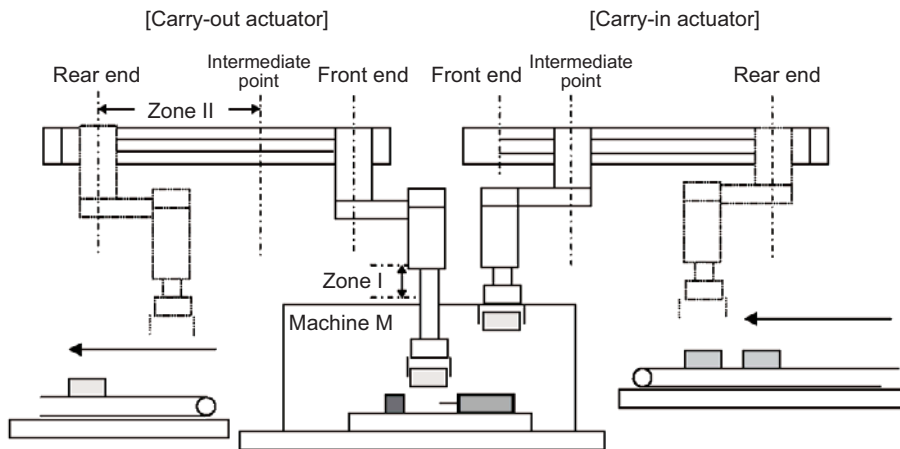 [Carry-out actuator]
[Carry-in actuator]
Rear end
Intermediate
point
Front end
Front end
Intermediate
point
Rear end
Zone II
Zone I
Machine M